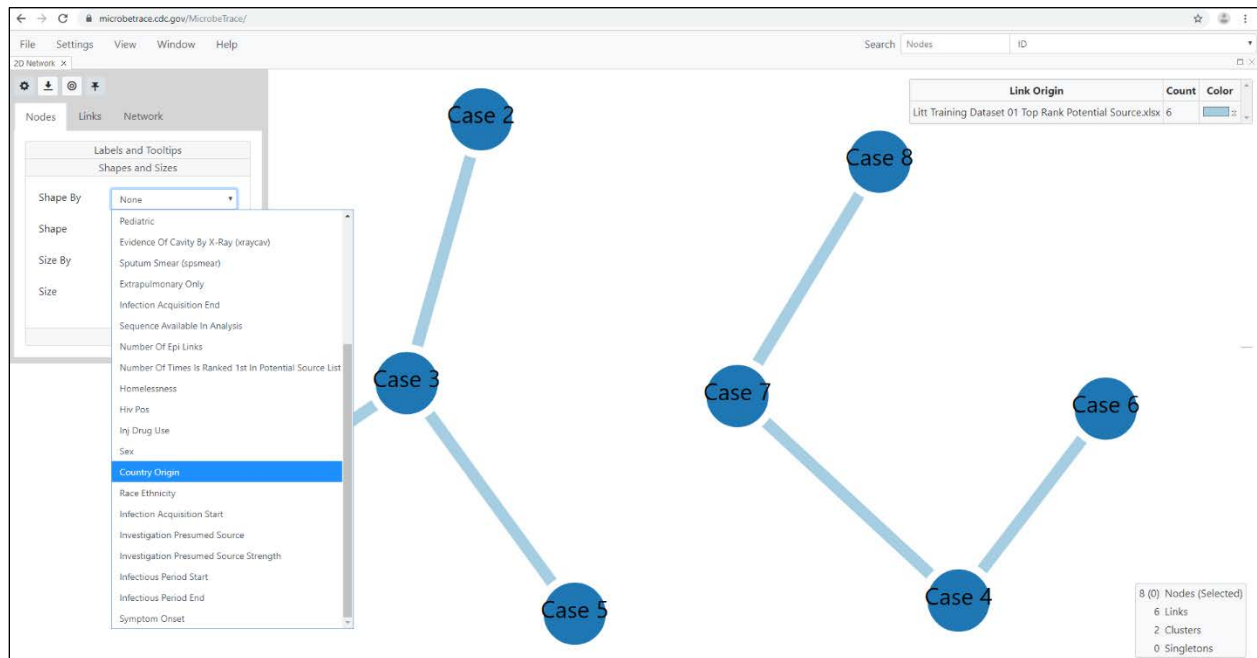 microbetrace.cdc.gov/MicrobeTrace/
File Settings View Window Help
Search Nodes ID
2D Network ×
Nodes Links Network
Link Origin Count Color
Litt Training Dataset 01 Top Rank Potential Source.xlsx 6
Labels and Tooltips
Shapes and Sizes
Shape By None
Shape
Size By
Size
Pediatric
Evidence Of Cavity By X-Ray (xraycav)
Sputum Smear (spsmear)
Extrapulmonary Only
Infection Acquisition End
Sequence Available In Analysis
Number Of Epi Links
Number Of Times Is Ranked 1st In Potential Source List
Homelessness
Hiv Pos
Inj Drug Use
Sex
Country Origin
Race Ethnicity
Infection Acquisition Start
Investigation Presumed Source
Investigation Presumed Source Strength
Infectious Period Start
Infectious Period End
Symptom Onset
Case 2
Case 8
Case 3
Case 7
Case 6
Case 5
Case 4
8 (0) Nodes (Selected)
6 Links
2 Clusters
0 Singletons